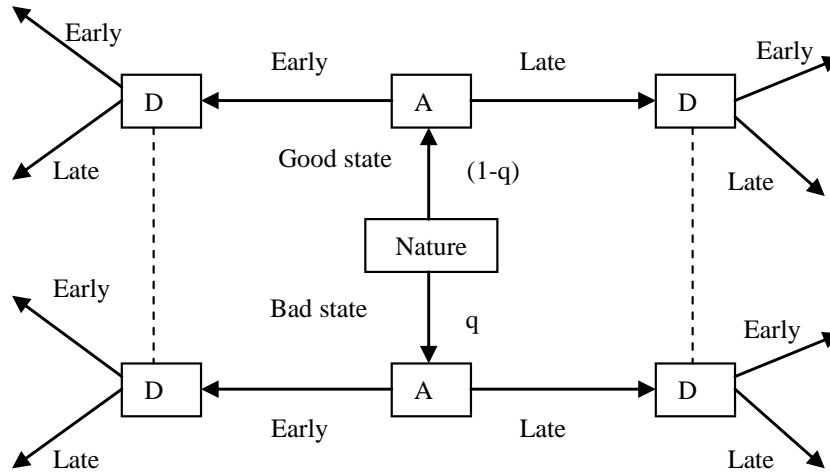 Early
Early
Late
Early
D
A
D
Late
Good state
(1-q)
Late
Nature
Early
Bad state
q
Early
D
A
D
Late
Early
Late
Late